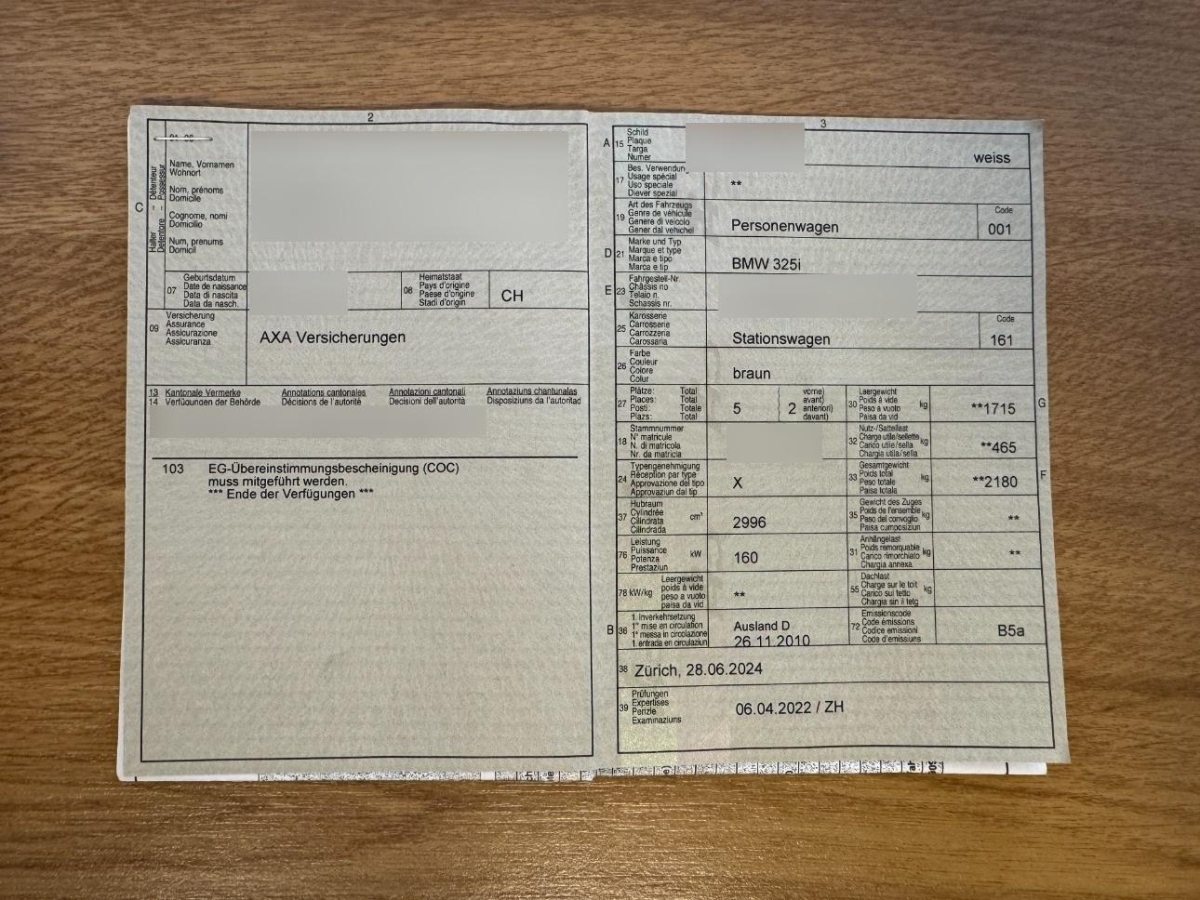 2
01-06
Name, Vornamen
Wohnort
Nom, prénoms
Domicile
Cognome, nomi
Domicilio
Num, prenums
Domicil
C
Halter – Détenteur
Detentore – Possessur
07
Geburtsdatum
Date de naissance
Data di nascita
Data da nasch.
08
Heimatstaat
Pays d'origine
Paese d'origine
Stadi d'origin
CH
09
Versicherung
Assurance
Assicurazione
Assicuranza
AXA Versicherungen
13 Kantonale Vermerke Annotations cantonales Annotazioni cantonali Annotaziuns chantunalas
14 Verfügungen der Behörde Décisions de l'autorité Decisioni dell'autorità Disposiziuns da l'autoritad
103 EG-Übereinstimmungsbescheinigung (COC)
muss mitgeführt werden.
*** Ende der Verfügungen ***
3
A 15
Schild
Plaque
Targa
Numer
weiss
17
Bes. Verwendun
Usage spécial
Uso speciale
Diever spezial
**
19
Art des Fahrzeugs
Genre de véhicule
Genere di veicolo
Gener dal vehichel
Personenwagen
Code
001
D 21
Marke und Typ
Marque et type
Marca e tipo
Marca e tip
BMW 325i
E 23
Fahrgestell-Nr.
Châssis no
Telaio n.
Schassis nr.
25
Karosserie
Carrosserie
Carrozzeria
Carossaria
Stationswagen
Code
161
26
Farbe
Couleur
Colore
Colur
braun
27
Plätze: Total
Places: Total
Posti: Totale
Plazs: Total
5
2
vorne)
avant)
anteriori)
davant)
30
Leergewicht
Poids à vide
Peso a vuoto
Paisa da vid
kg
**1715
G
18
Stammnummer
N° matricule
N. di matricola
Nr. da matricla
32
Nutz-/Sattellast
Charge utile/sellette
Carico utile/sella
Chargia utila/sella
kg
**465
24
Typengenehmigung
Réception par type
Approvazione del tipo
Approvaziun dal tip
X
33
Gesamtgewicht
Poids total
Peso totale
Paisa totala
kg
**2180
F
37
Hubraum
Cylindrée
Cilindrata
Cilindrada
cm³
2996
35
Gewicht des Zuges
Poids de l'ensemble
Peso del convoglio
Paisa cumposiziun
kg
**
76
Leistung
Puissance
Potenza
Prestaziun
kW
160
31
Anhängelast
Poids remorquable
Carico rimorchiato
Chargia annexa
kg
**
78 kW/kg
Leergewicht
poids à vide
peso a vuoto
paisa da vid
**
55
Dachlast
Charge sur le toit
Carico sul tetto
Chargia sin il tetg
kg
B 36
1. Inverkehrsetzung
1re mise en circulation
1a messa in circolazione
1. entrada en circulaziun
Ausland D
26.11.2010
72
Emissionscode
Code émissions
Codice emissioni
Code d'emissiuns
B5a
38 Zürich, 28.06.2024
39
Prüfungen
Expertises
Perizie
Examinaziuns
06.04.2022 / ZH